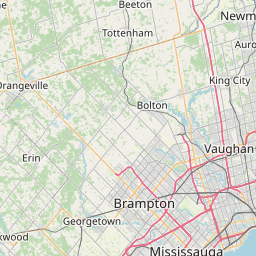 Beeton
Newm
Tottenham
Auro
King City
Orangeville
Bolton
Vaughan
Erin
Brampton
Georgetown
kwood
Mississauga